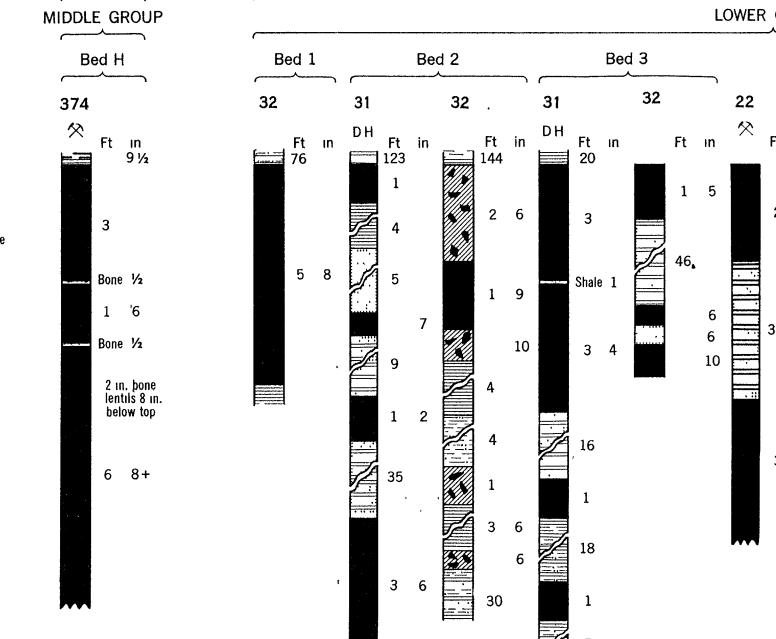 MIDDLE GROUP
LOWER
Bed H
Bed 1
Bed 2
Bed 3
374
32
31
32
31
32
22
DH
DH
Ft in
Ft in
Ft in
Ft in
Ft in
9 ½
76
123
144
20
1
1 5
3
2 6
3
4
46
Bone ½
5 8
5
1 9
Shale 1
1 6
7
6
Bone ½
10
3 4
6
9
10
2 in. bone
lentils 8 in.
below top
4
1 2
4
16
6 8+
35
1
1
3 6
18
6
3 6
30
1